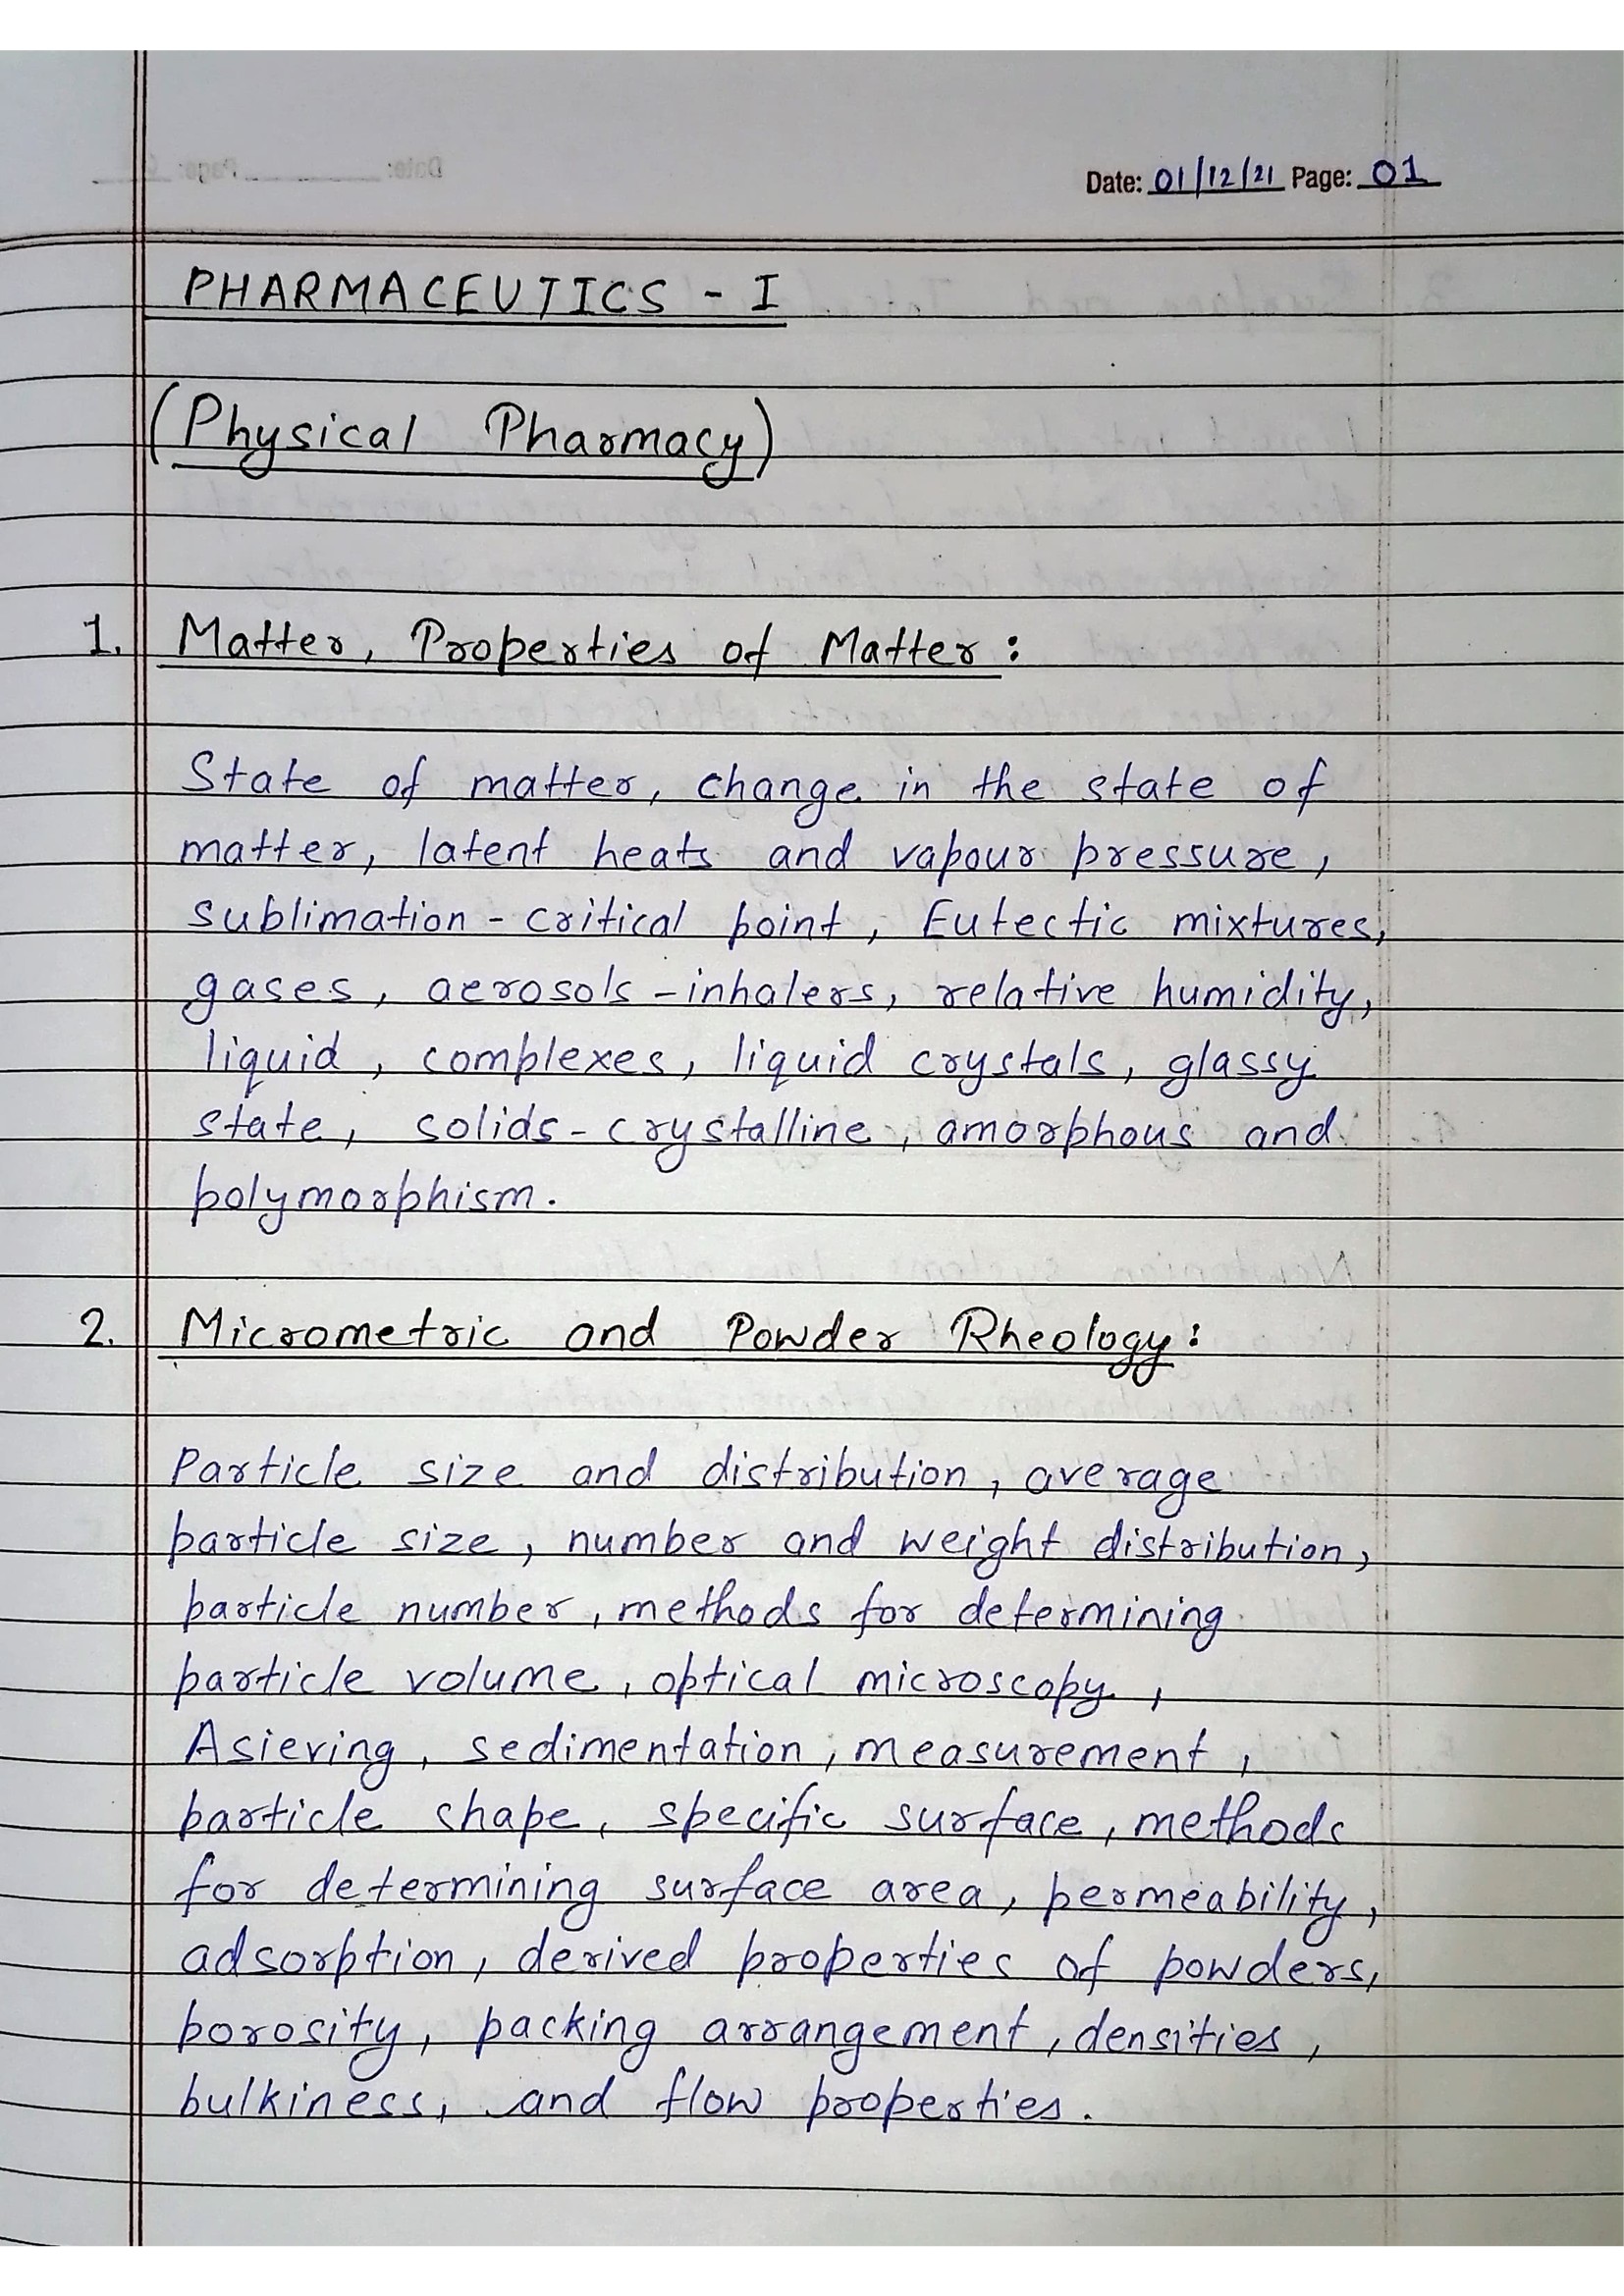 Date: 01/12/21 Page: 01
PHARMACEUTICS - I
(Physical Pharmacy)
1. Matter, Properties of Matter :
State of matter, change in the state of
matter, latent heats and vapour pressure,
sublimation - critical point, Eutectic mixtures,
gases, aerosols - inhalers, relative humidity,
liquid, complexes, liquid crystals, glassy
state, solids - crystalline, amorphous and
polymorphism.
2. Micrometric and Powder Rheology :
Particle size and distribution, average
particle size, number and weight distribution,
particle number, methods for determining
particle volume, optical microscopy,
Asieving, sedimentation, measurement,
particle shape, specific surface, methods
for determining surface area, permeability,
adsorption, derived properties of powders,
porosity, packing arrangement, densities,
bulkiness, and flow properties.